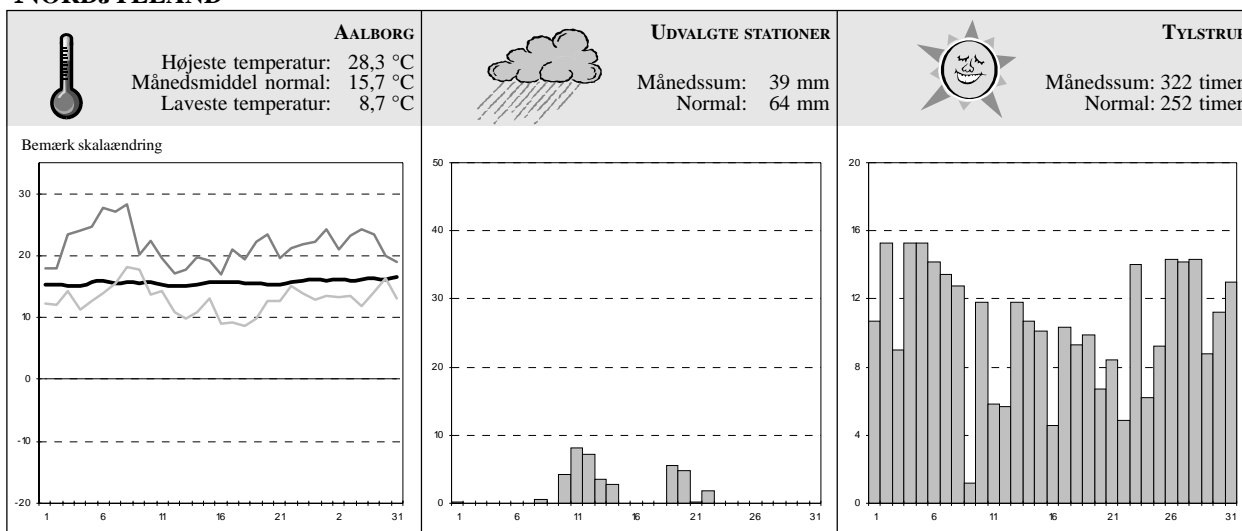 NORDJYLLAND
AALBORG
Højeste temperatur: 28,3 °C
Månedsmiddel normal: 15,7 °C
Laveste temperatur: 8,7 °C
UDVALGTE STATIONER
Månedssum: 39 mm
Normal: 64 mm
TYLSTRUP
Månedssum: 322 timer
Normal: 252 timer
Bemærk skalaændring
30
20
10
0
-10
-20
1 6 11 16 21 2 31
50
40
30
20
10
0
1 6 11 16 21 26 31
20
16
12
8
4
0
1 6 11 16 21 26 31